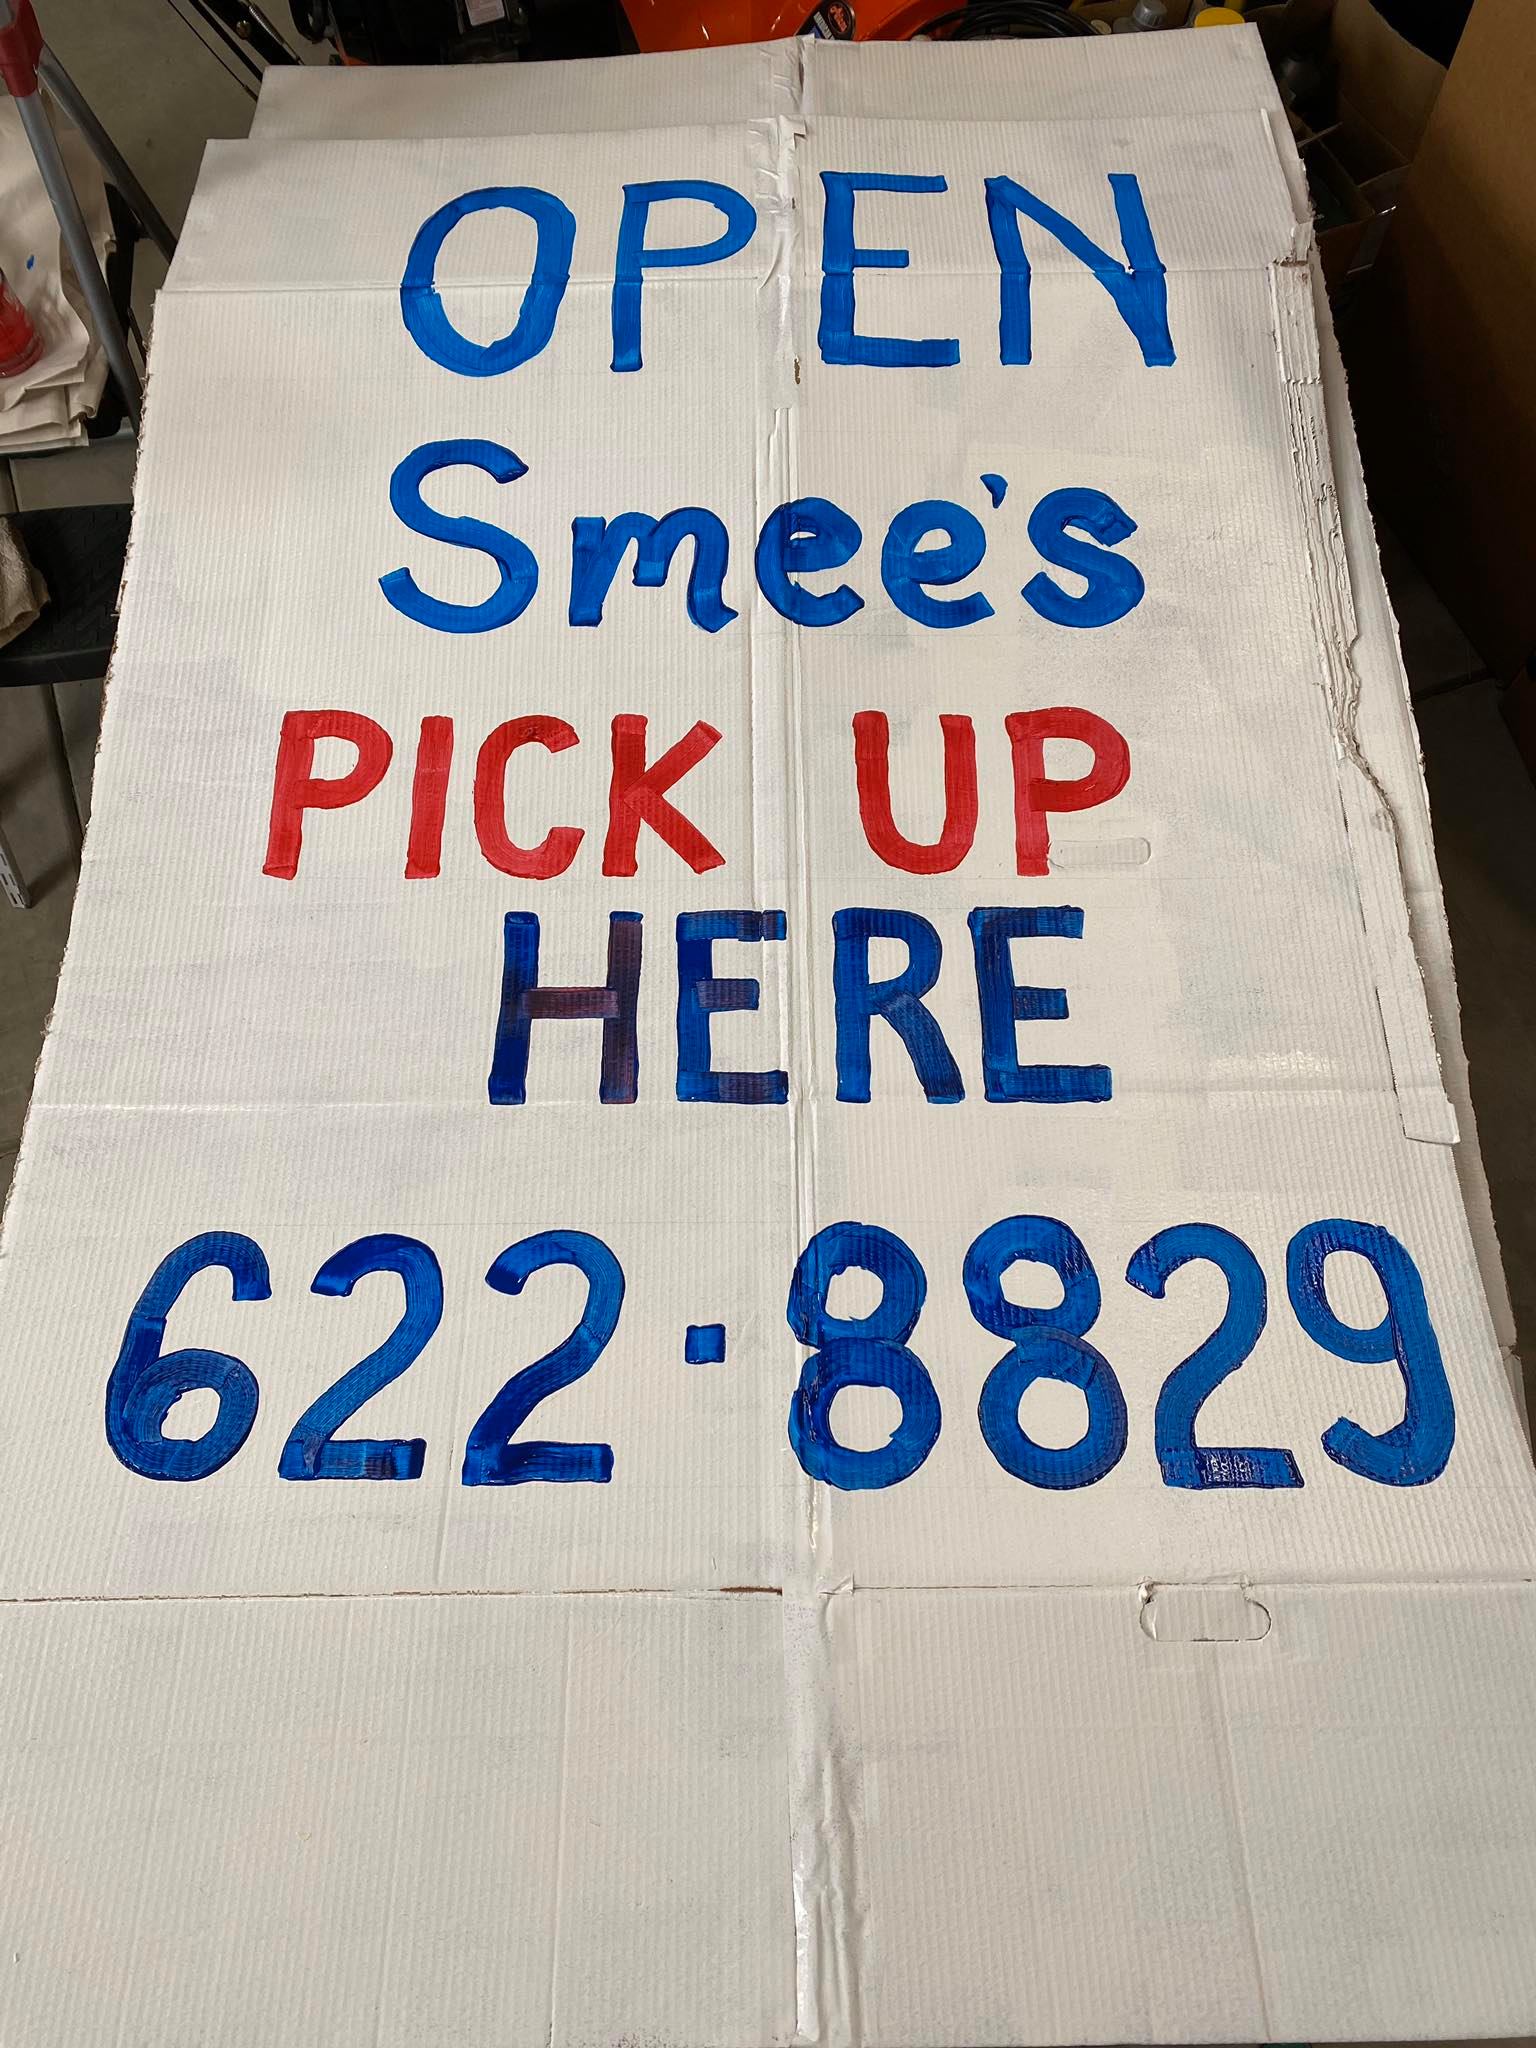 OPEN
Smee's
PICK UP
HERE
622-8829